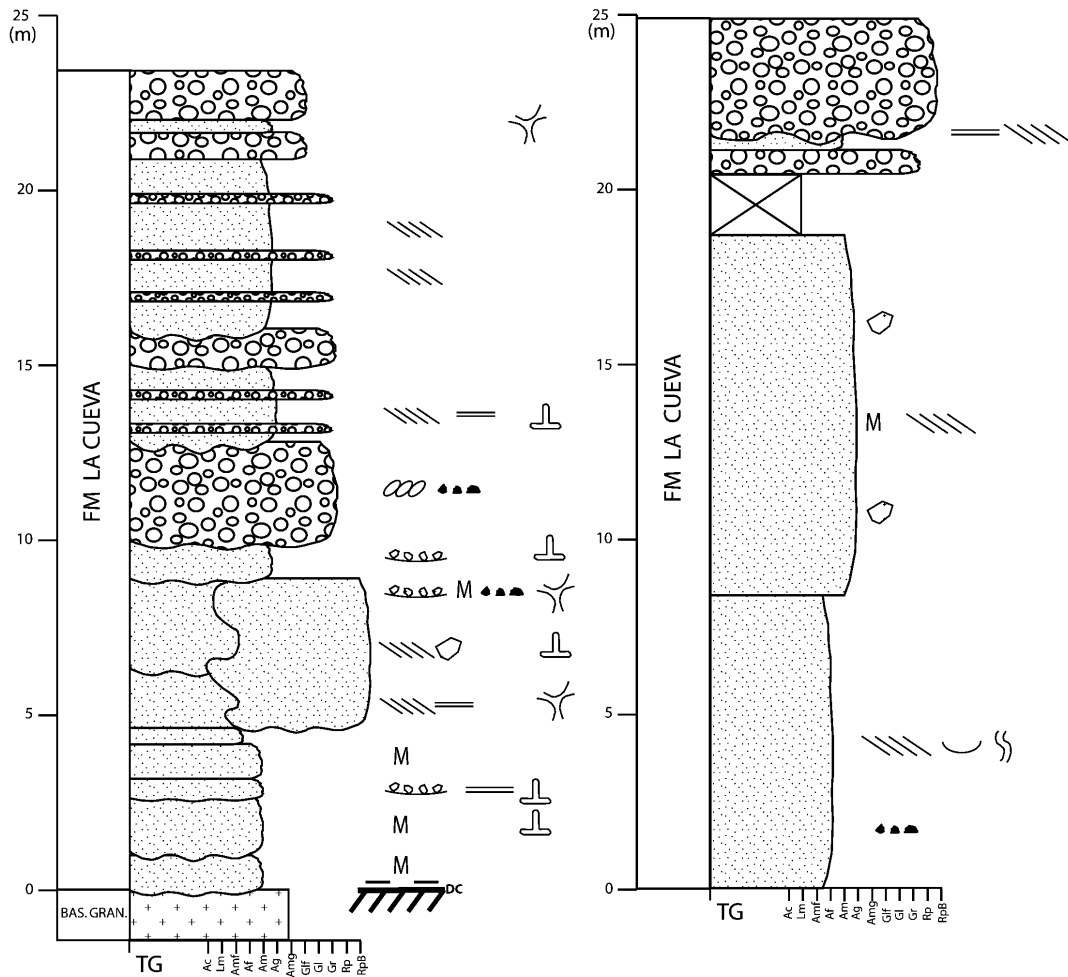 25
(m)
20
15
10
5
0
FM LA CUEVA
BAS. GRAN.
M
M
M
M
DC
TG
Ac
Lm
Amf
Af
Am
Ag
Amg
Glf
Gl
Gr
Rp
RpB
25
(m)
20
15
10
5
0
FM LA CUEVA
M
TG
Ac
Lm
Amf
Af
Am
Ag
Amg
Glf
Gl
Gr
Rp
RpB